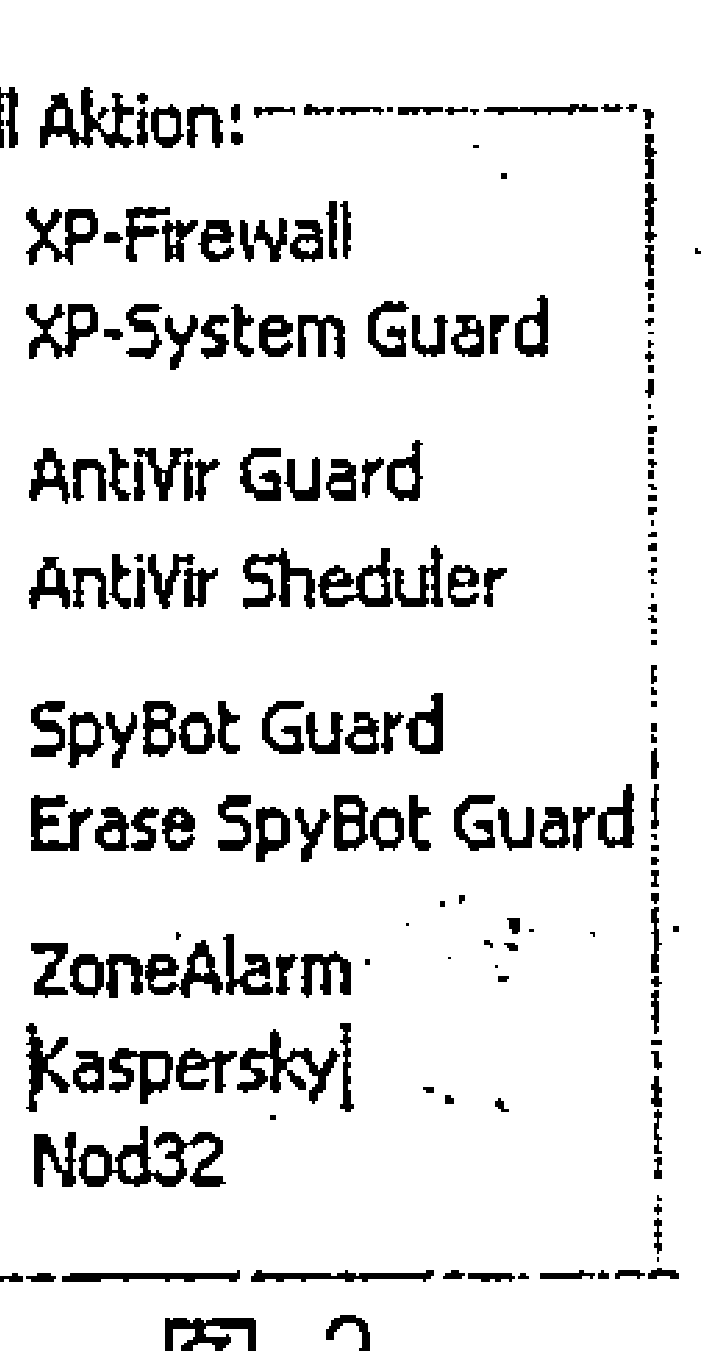 Aktion:
XP-Firewall
XP-System Guard
AntiVir Guard
AntiVir Sheduler
SpyBot Guard
Erase SpyBot Guard
ZoneAlarm
Kaspersky
Nod32